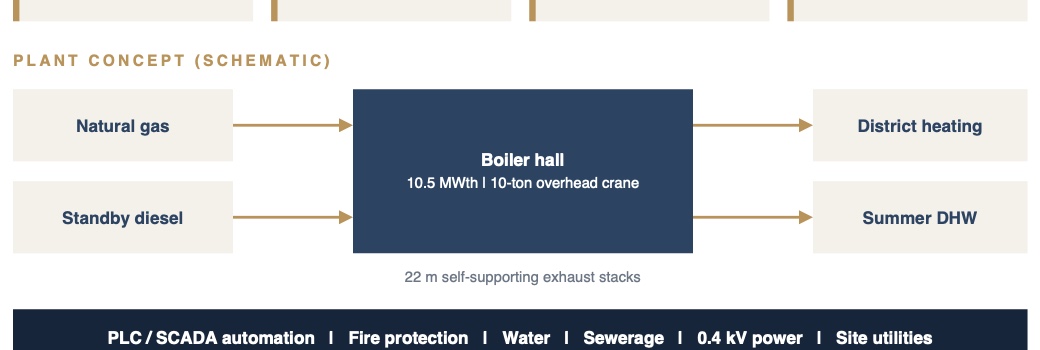 PLANT CONCEPT (SCHEMATIC)
Natural gas
Standby diesel
Boiler hall
10.5 MWth | 10-ton overhead crane
District heating
Summer DHW
22 m self-supporting exhaust stacks
PLC / SCADA automation | Fire protection | Water | Sewerage | 0.4 kV power | Site utilities